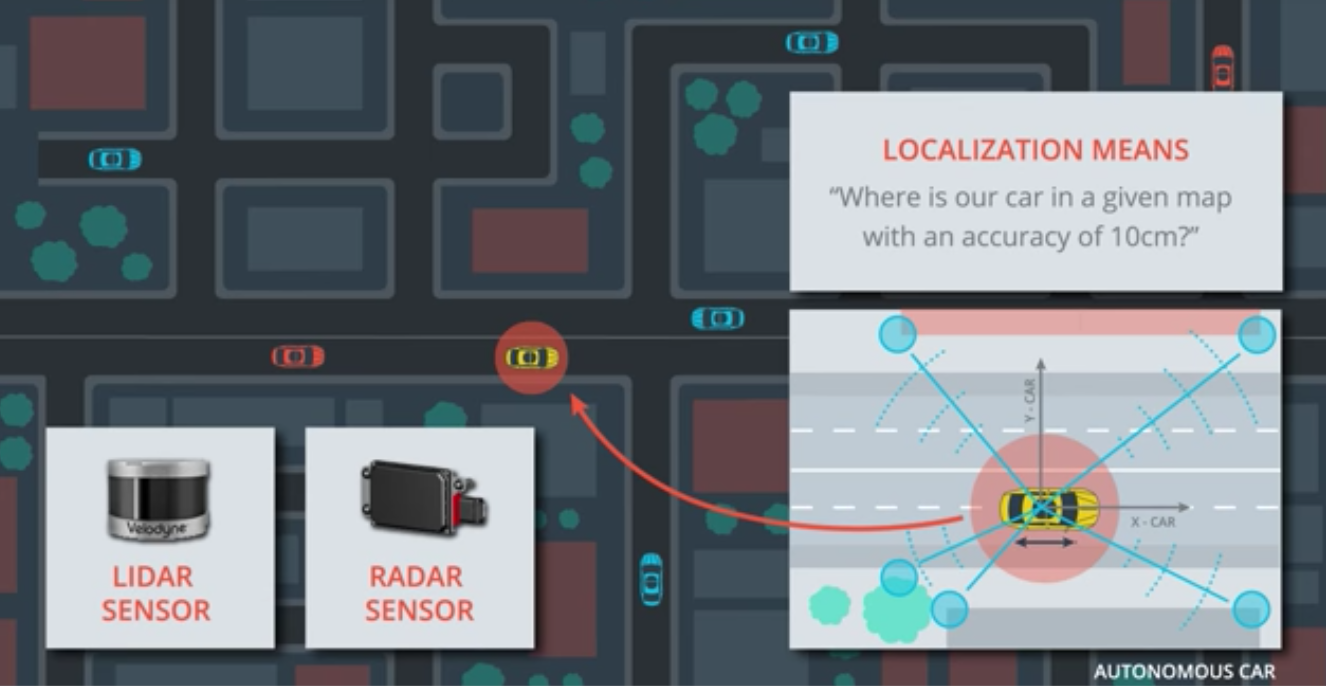 LOCALIZATION MEANS
“Where is our car in a given map
with an accuracy of 10cm?”
Y - CAR
X - CAR
Velodyne
LIDAR
SENSOR
RADAR
SENSOR
AUTONOMOUS CAR